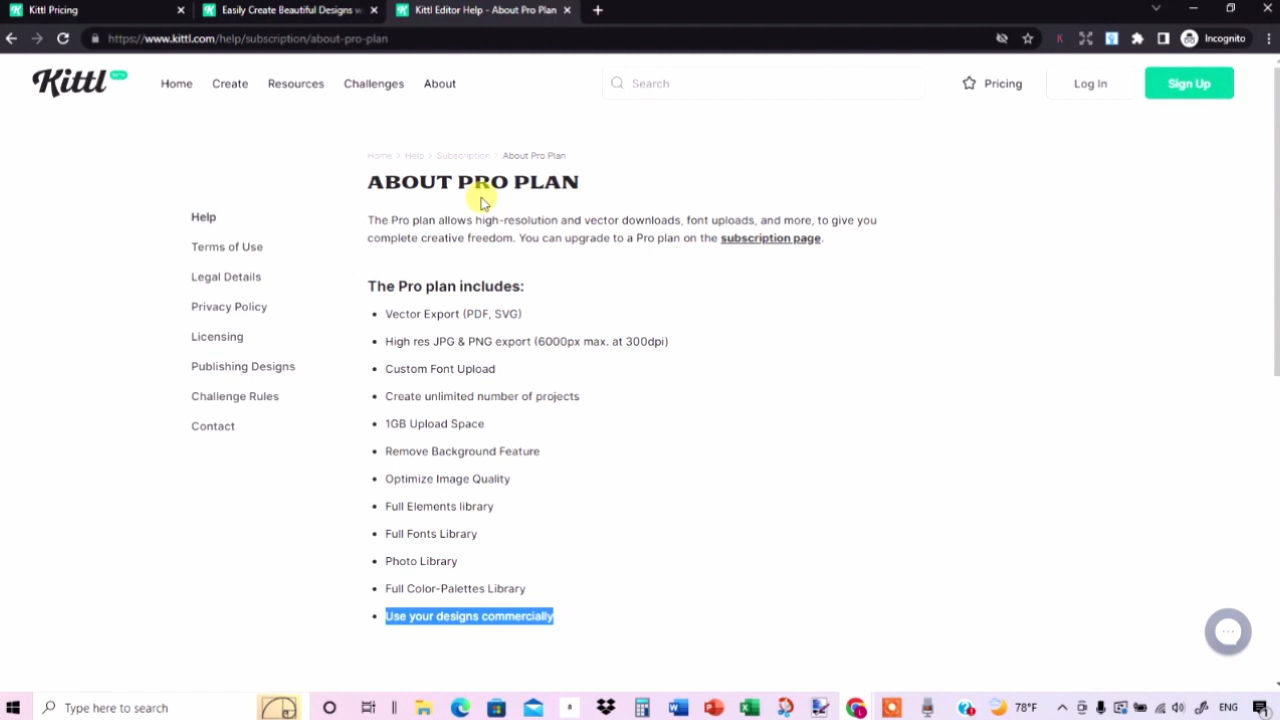 Kittl Pricing
Easily Create Beautiful Designs w
Kittl Editor Help - About Pro Plan
https://www.kittl.com/help/subscription/about-pro-plan
Incognito
Kittl
BETA
Home
Create
Resources
Challenges
About
Search
Pricing
Log In
Sign Up
Home > Help > Subscription > About Pro Plan
ABOUT PRO PLAN
The Pro plan allows high-resolution and vector downloads, font uploads, and more, to give you
complete creative freedom. You can upgrade to a Pro plan on the subscription page.
Help
Terms of Use
Legal Details
Privacy Policy
Licensing
Publishing Designs
Challenge Rules
Contact
The Pro plan includes:
Vector Export (PDF, SVG)
High res JPG & PNG export (6000px max. at 300dpi)
Custom Font Upload
Create unlimited number of projects
1GB Upload Space
Remove Background Feature
Optimize Image Quality
Full Elements library
Full Fonts Library
Photo Library
Full Color-Palettes Library
Use your designs commercially
Type here to search
78°F
ENG